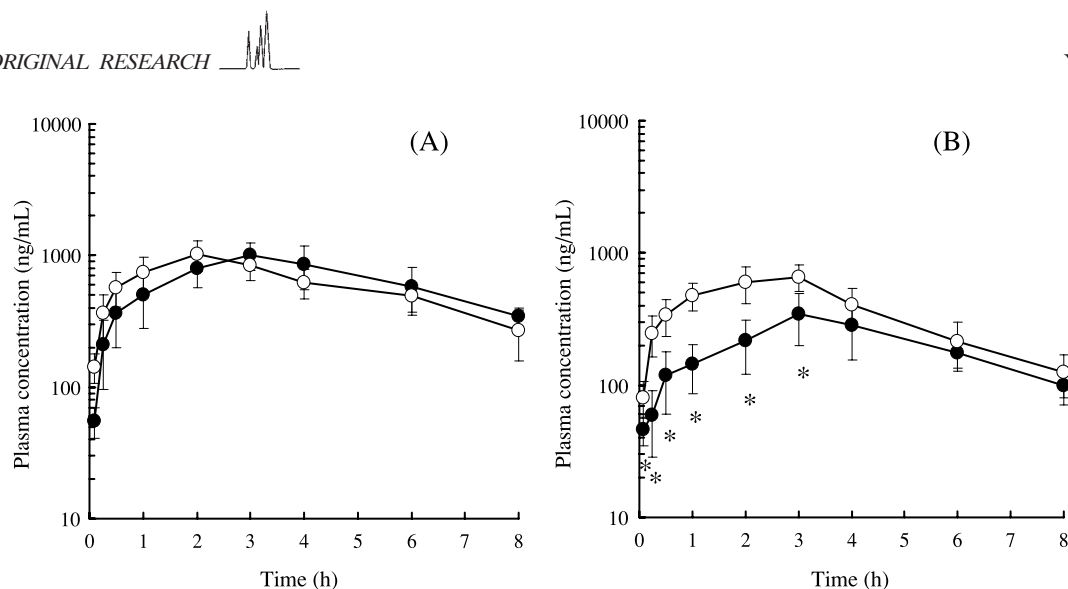 ORIGINAL RESEARCH
(A)
10000
1000
100
10
Plasma concentration (ng/mL)
0 1 2 3 4 5 6 7 8
Time (h)
(B)
10000
1000
100
10
Plasma concentration (ng/mL)
* * * * * *
0 1 2 3 4 5 6 7 8
Time (h)